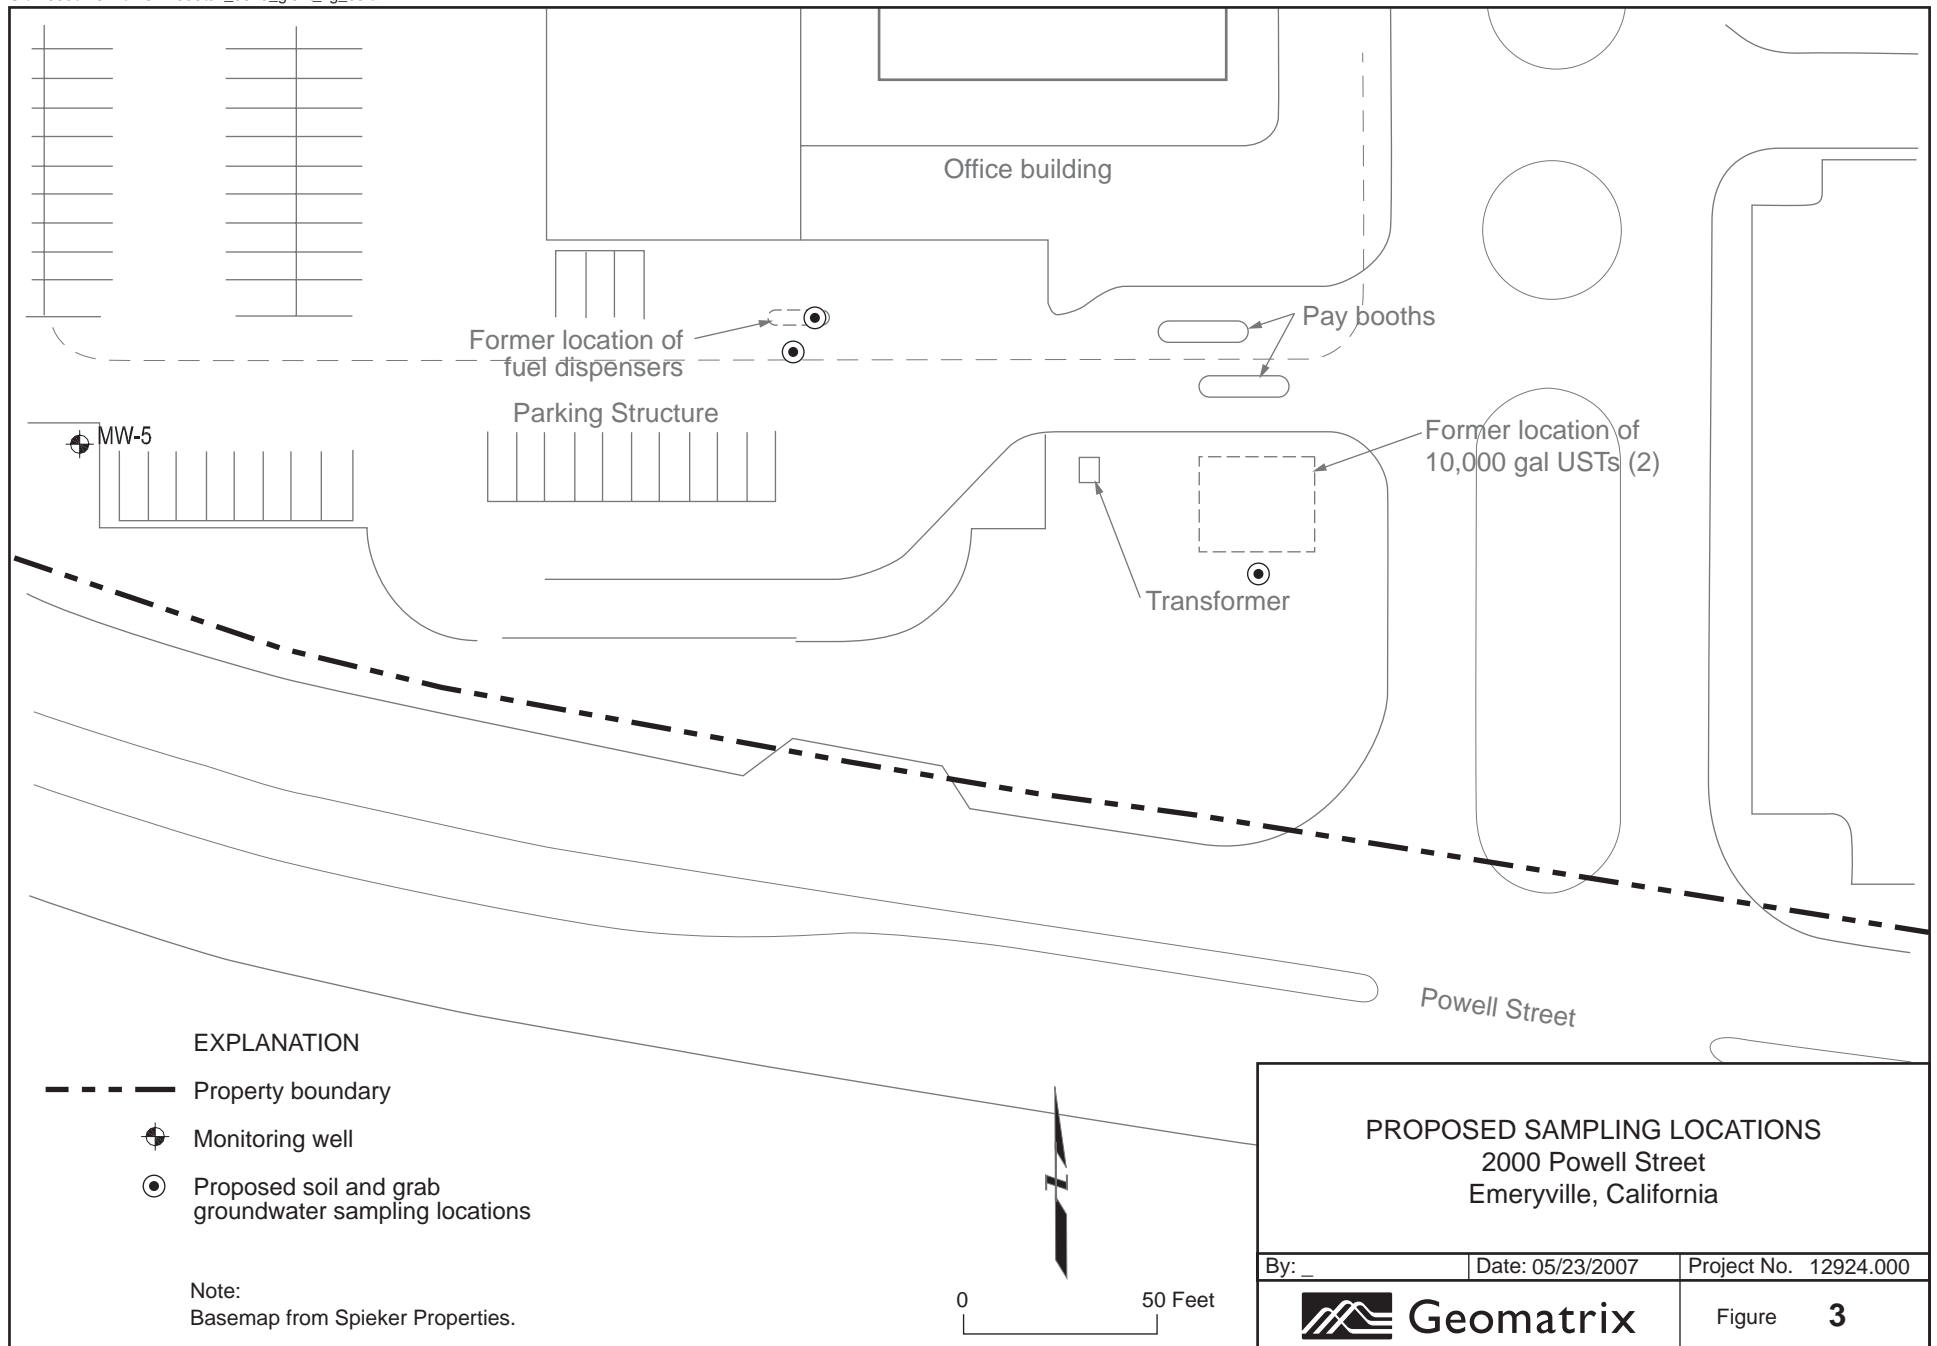 Office building
Former location of
fuel dispensers
Pay booths
Parking Structure
MW-5
Former location of
10,000 gal USTs (2)
Transformer
Powell Street
EXPLANATION
Property boundary
Monitoring well
Proposed soil and grab
groundwater sampling locations
Note:
Basemap from Spieker Properties.
Z
0 50 Feet
PROPOSED SAMPLING LOCATIONS
2000 Powell Street
Emeryville, California
By: _ Date: 05/23/2007 Project No. 12924.000
Geomatrix Figure 3